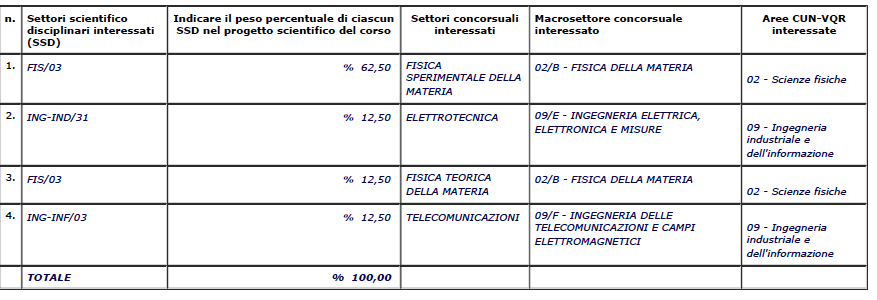 n. Settori scientifico disciplinari interessati (SSD) Indicare il peso percentuale di ciascun SSD nel progetto scientifico del corso Settori concorsuali interessati Macrosettore concorsuale interessato Aree CUN-VQR interessate
1. FIS/03 % 62,50 FISICA SPERIMENTALE DELLA MATERIA 02/B - FISICA DELLA MATERIA 02 - Scienze fisiche
2. ING-IND/31 % 12,50 ELETTROTECNICA 09/E - INGEGNERIA ELETTRICA, ELETTRONICA E MISURE 09 - Ingegneria industriale e dell'informazione
3. FIS/03 % 12,50 FISICA TEORICA DELLA MATERIA 02/B - FISICA DELLA MATERIA 02 - Scienze fisiche
4. ING-INF/03 % 12,50 TELECOMUNICAZIONI 09/F - INGEGNERIA DELLE TELECOMUNICAZIONI E CAMPI ELETTROMAGNETICI 09 - Ingegneria industriale e dell'informazione
TOTALE % 100,00